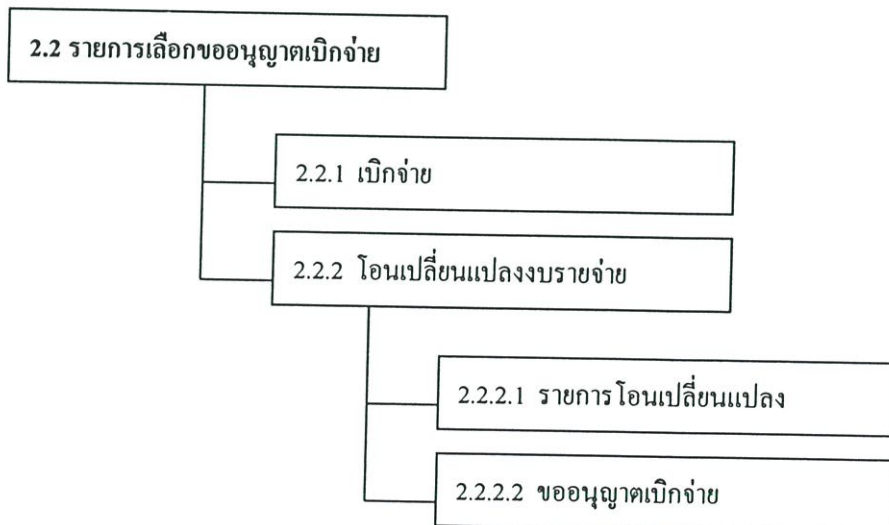 2.2 รายการเลือกขออนุญาตเบิกจ่าย
2.2.1 เบิกจ่าย
2.2.2 โอนเปลี่ยนแปลงงบรายจ่าย
2.2.2.1 รายการโอนเปลี่ยนแปลง
2.2.2.2 ขออนุญาตเบิกจ่าย